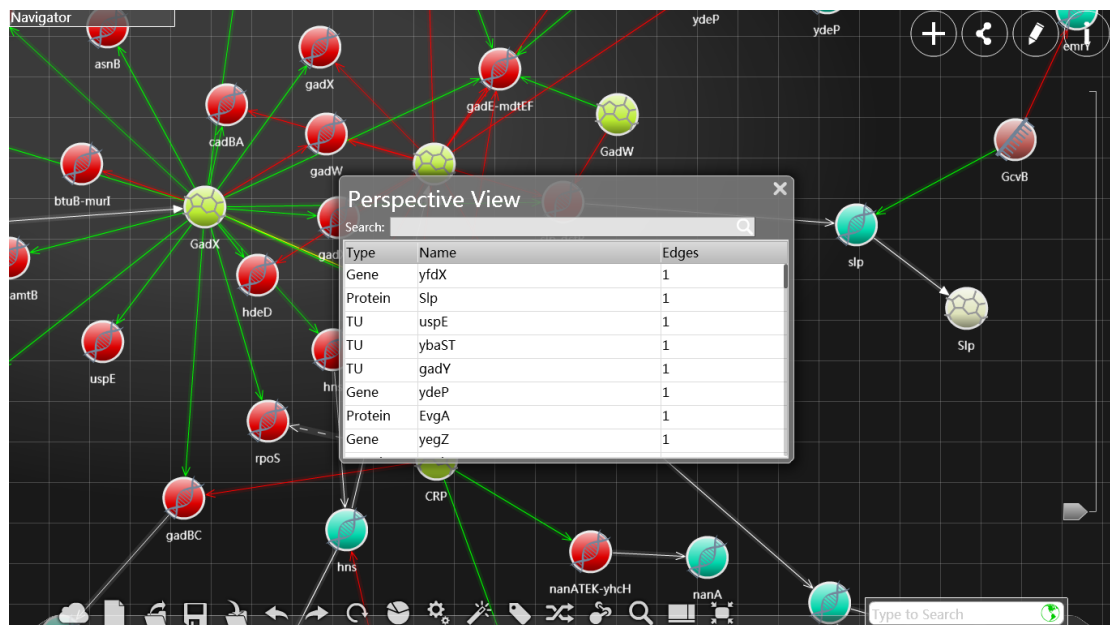 Navigator
ydeP
ydeP
emrY
asnB
gadX
gadE-mdtEF
GadW
cadBA
gadW
GcvB
btuB-murI
Perspective View
Search:
GadX
slp
Type Name Edges
Gene yfdX 1
Protein Slp 1
TU uspE 1
TU ybaST 1
TU gadY 1
Gene ydeP 1
Protein EvgA 1
Gene yegZ 1
amtB
hdeD
Slp
uspE
rpoS
CRP
gadBC
hns
nanATEK-yhcH
nanA
Type to Search